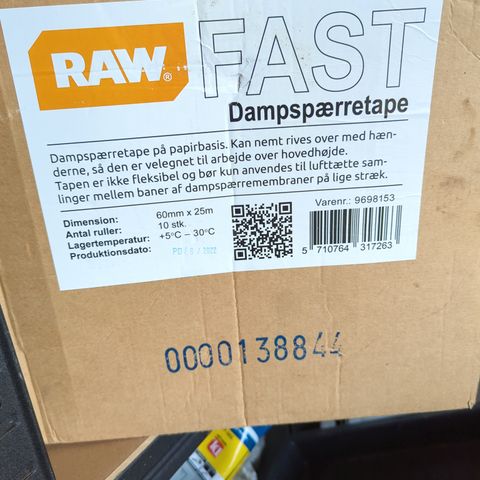 RAW®
FAST
Dampspærretape
Dampspærretape på papirbasis. Kan nemt rives over med hæn-
derne, så den er velegnet til arbejde over hovedhøjde.
Tapen er ikke fleksibel og bør kun anvendes til lufttætte sam-
linger mellem baner af dampspærremembraner på lige stræk.
Dimension: 60mm x 25m
Antal ruller: 10 stk.
Lagertemperatur: +5°C – 30°C
Produktionsdato:
Varenr.: 9698153
5 710764 317263
0000138844